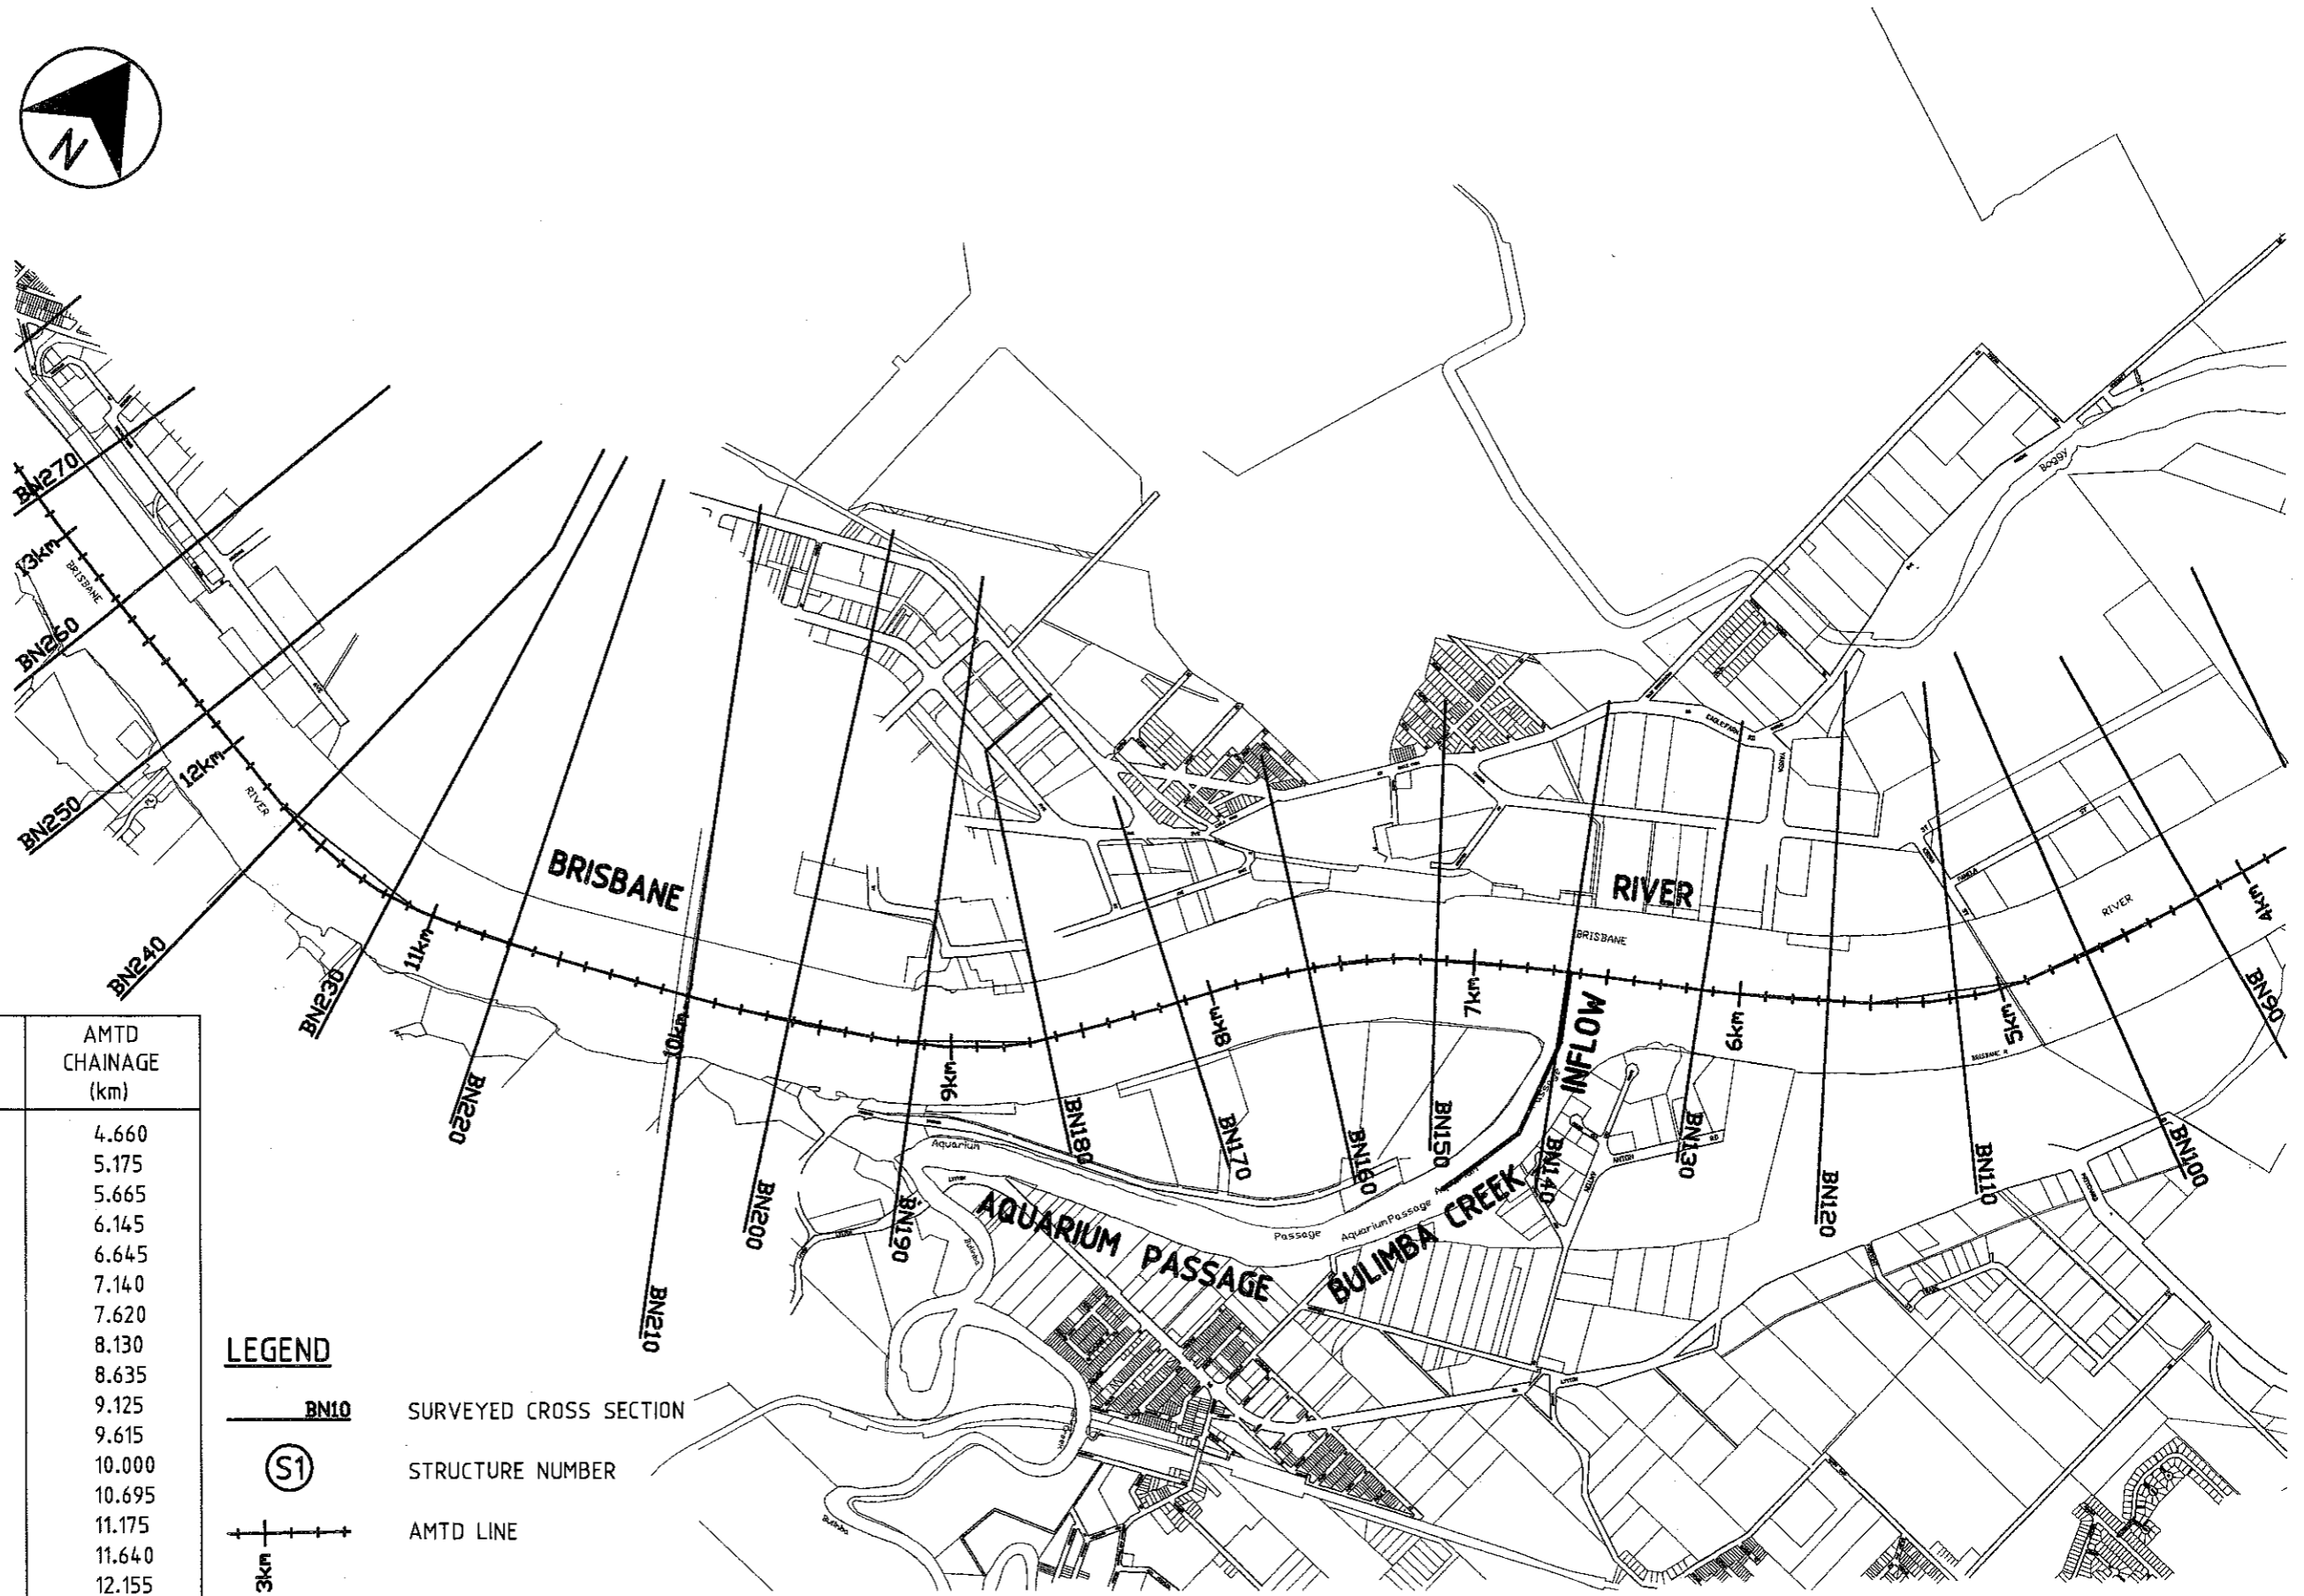 N
BN270
13km
BRISBANE
BN260
12km
RIVER
BN250
BN240
BN230
11km
BN220
BRISBANE
10km
BN210
BN200
BN190
9km
BN180
8km
BN170
BN160
BN150
7km
BN140
INFLOW
RIVER
BRISBANE
BN130
6km
BN120
BN110
5km
BN100
RIVER
4km
BN90
Boggy
Aquarium
AQUARIUM PASSAGE
Passage
Aquarium Passage
BULIMBA CREEK
ANTON
RD
AMTD
CHAINAGE
(km)
4.660
5.175
5.665
6.145
6.645
7.140
7.620
8.130
8.635
9.125
9.615
10.000
10.695
11.175
11.640
12.155
LEGEND
BN10 SURVEYED CROSS SECTION
S1 STRUCTURE NUMBER
3km AMTD LINE